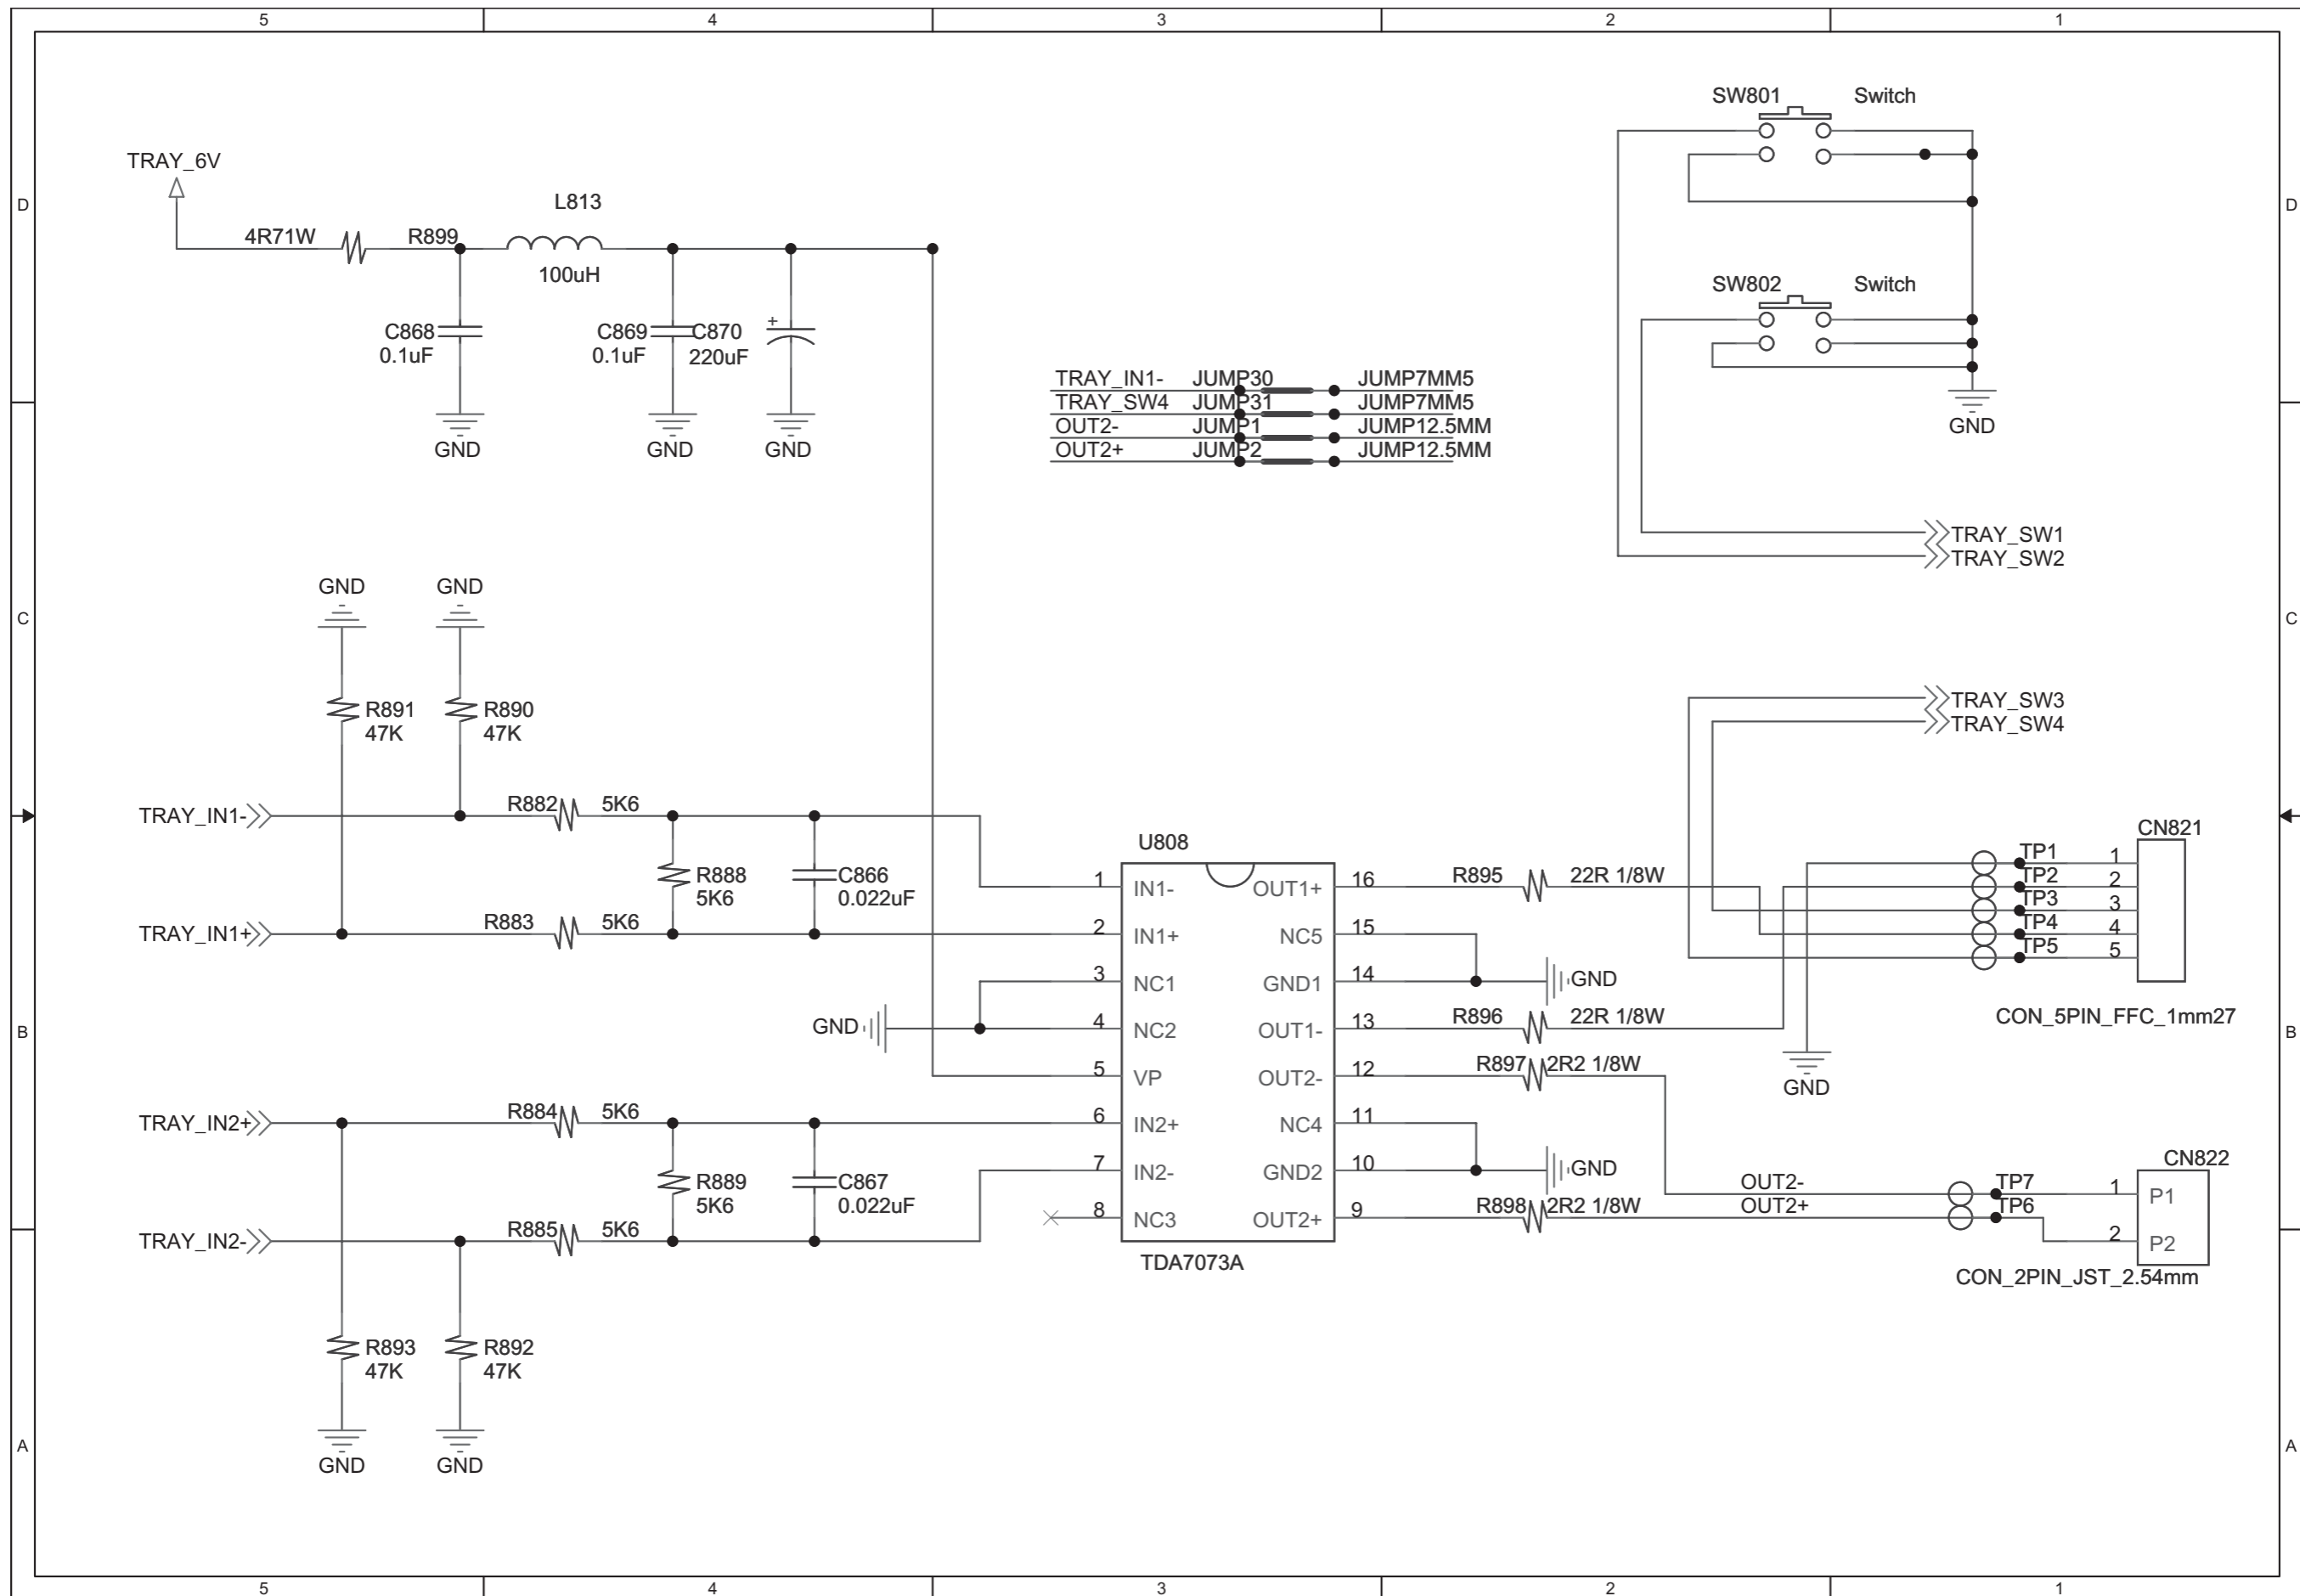 5 4 3 2 1
D D
C C
B B
A A
TRAY_6V
4R71W R899
L813
100uH
C868
0.1uF
C869
0.1uF
C870
220uF
+
GND GND GND
SW801 Switch
SW802 Switch
GND
TRAY_IN1- JUMP30 JUMP7MM5
TRAY_SW4 JUMP31 JUMP7MM5
OUT2- JUMP1 JUMP12.5MM
OUT2+ JUMP2 JUMP12.5MM
TRAY_SW1
TRAY_SW2
TRAY_SW3
TRAY_SW4
GND GND
R891
47K
R890
47K
TRAY_IN1-
R882 5K6
R888
5K6
C866
0.022uF
TRAY_IN1+
R883 5K6
GND
TRAY_IN2+
R884 5K6
R889
5K6
C867
0.022uF
TRAY_IN2-
R885 5K6
R893
47K
R892
47K
GND GND
U808
1 IN1- OUT1+ 16
2 IN1+ NC5 15
3 NC1 GND1 14
4 NC2 OUT1- 13
5 VP OUT2- 12
6 IN2+ NC4 11
7 IN2- GND2 10
8 NC3 OUT2+ 9
TDA7073A
R895 22R 1/8W
GND
R896 22R 1/8W
R897 2R2 1/8W
GND
R898 2R2 1/8W
CN821
TP1 1
TP2 2
TP3 3
TP4 4
TP5 5
CON_5PIN_FFC_1mm27
GND
CN822
OUT2- TP7 1 P1
OUT2+ TP6
2 P2
CON_2PIN_JST_2.54mm
5 4 3 2 1